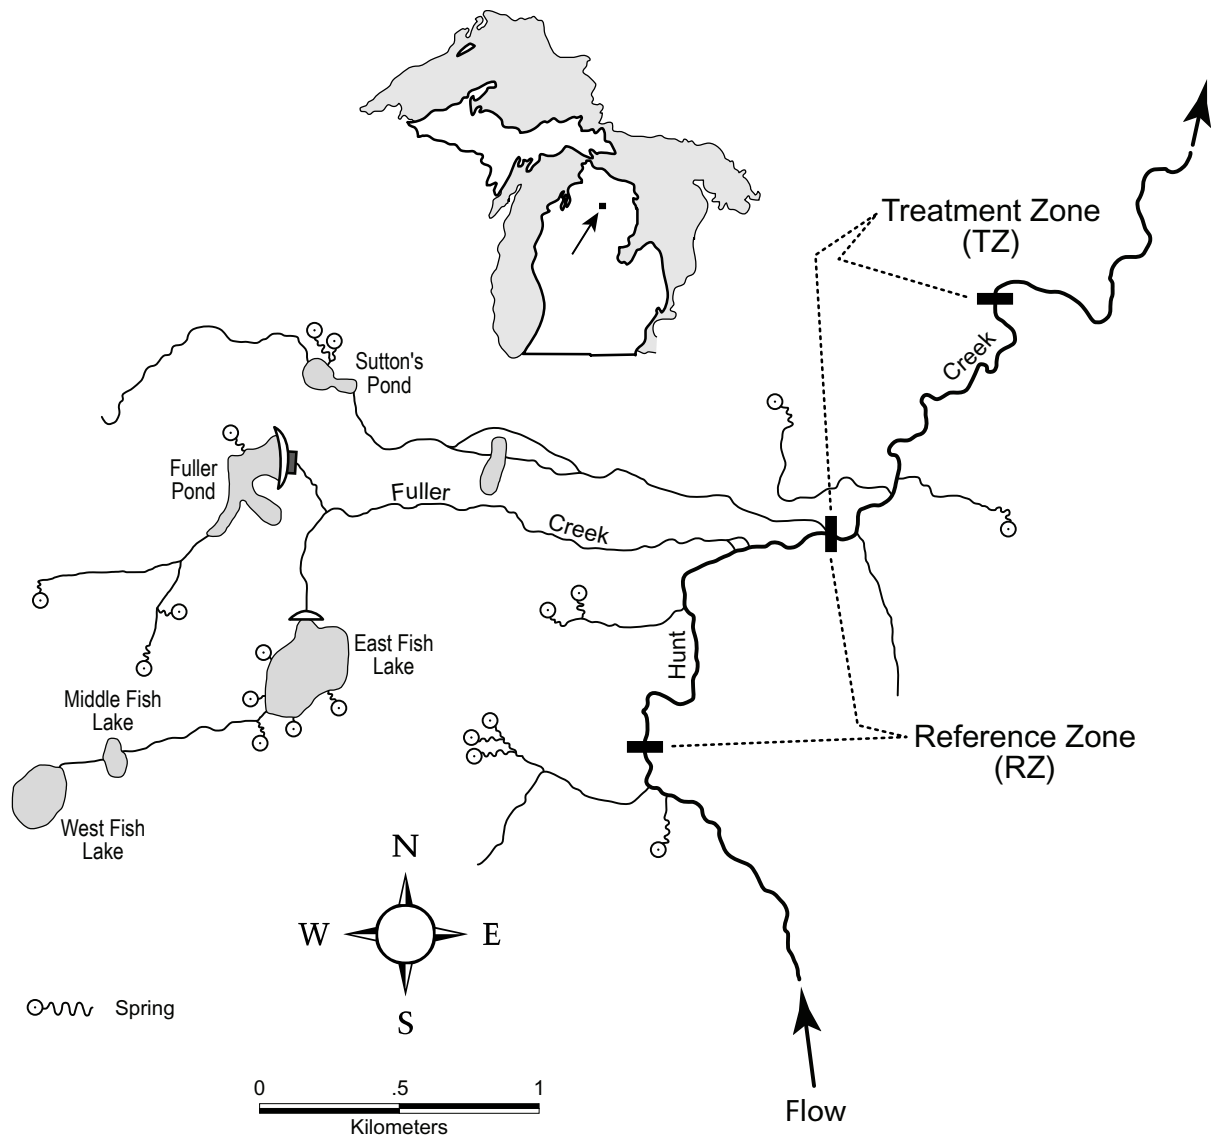 Treatment Zone
(TZ)
Creek
Sutton's
Pond
Fuller
Pond
Fuller
Creek
East Fish
Lake
Hunt
Middle Fish
Lake
Reference Zone
(RZ)
West Fish
Lake
N
W
E
S
Spring
0 .5 1
Kilometers
Flow